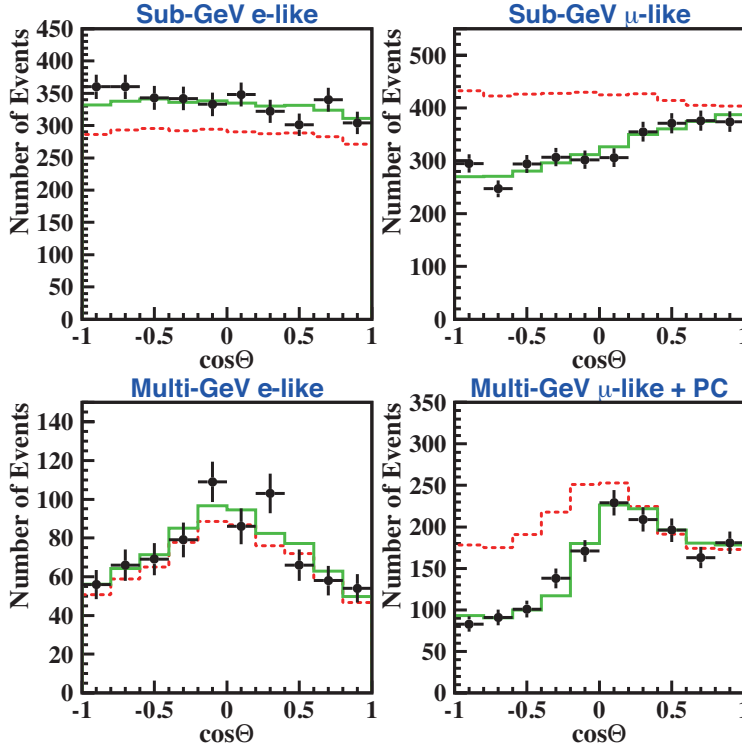 Sub-GeV e-like
Number of Events
450
400
350
300
250
200
150
100
50
0
-1 -0.5 0 0.5 1
cosΘ
Sub-GeV μ-like
Number of Events
500
400
300
200
100
0
-1 -0.5 0 0.5 1
cosΘ
Multi-GeV e-like
Number of Events
140
120
100
80
60
40
20
0
-1 -0.5 0 0.5 1
cosΘ
Multi-GeV μ-like + PC
Number of Events
350
300
250
200
150
100
50
0
-1 -0.5 0 0.5 1
cosΘ